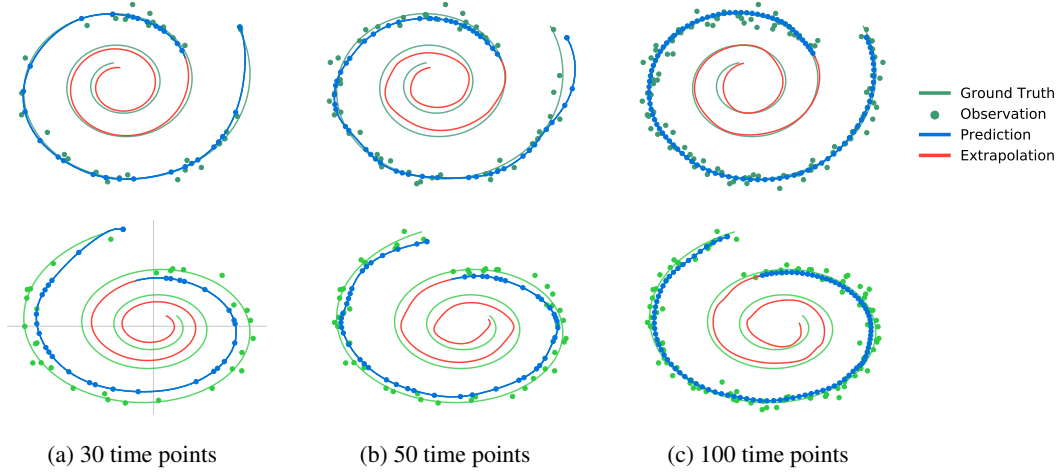 Ground Truth
Observation
Prediction
Extrapolation
(a) 30 time points
(b) 50 time points
(c) 100 time points